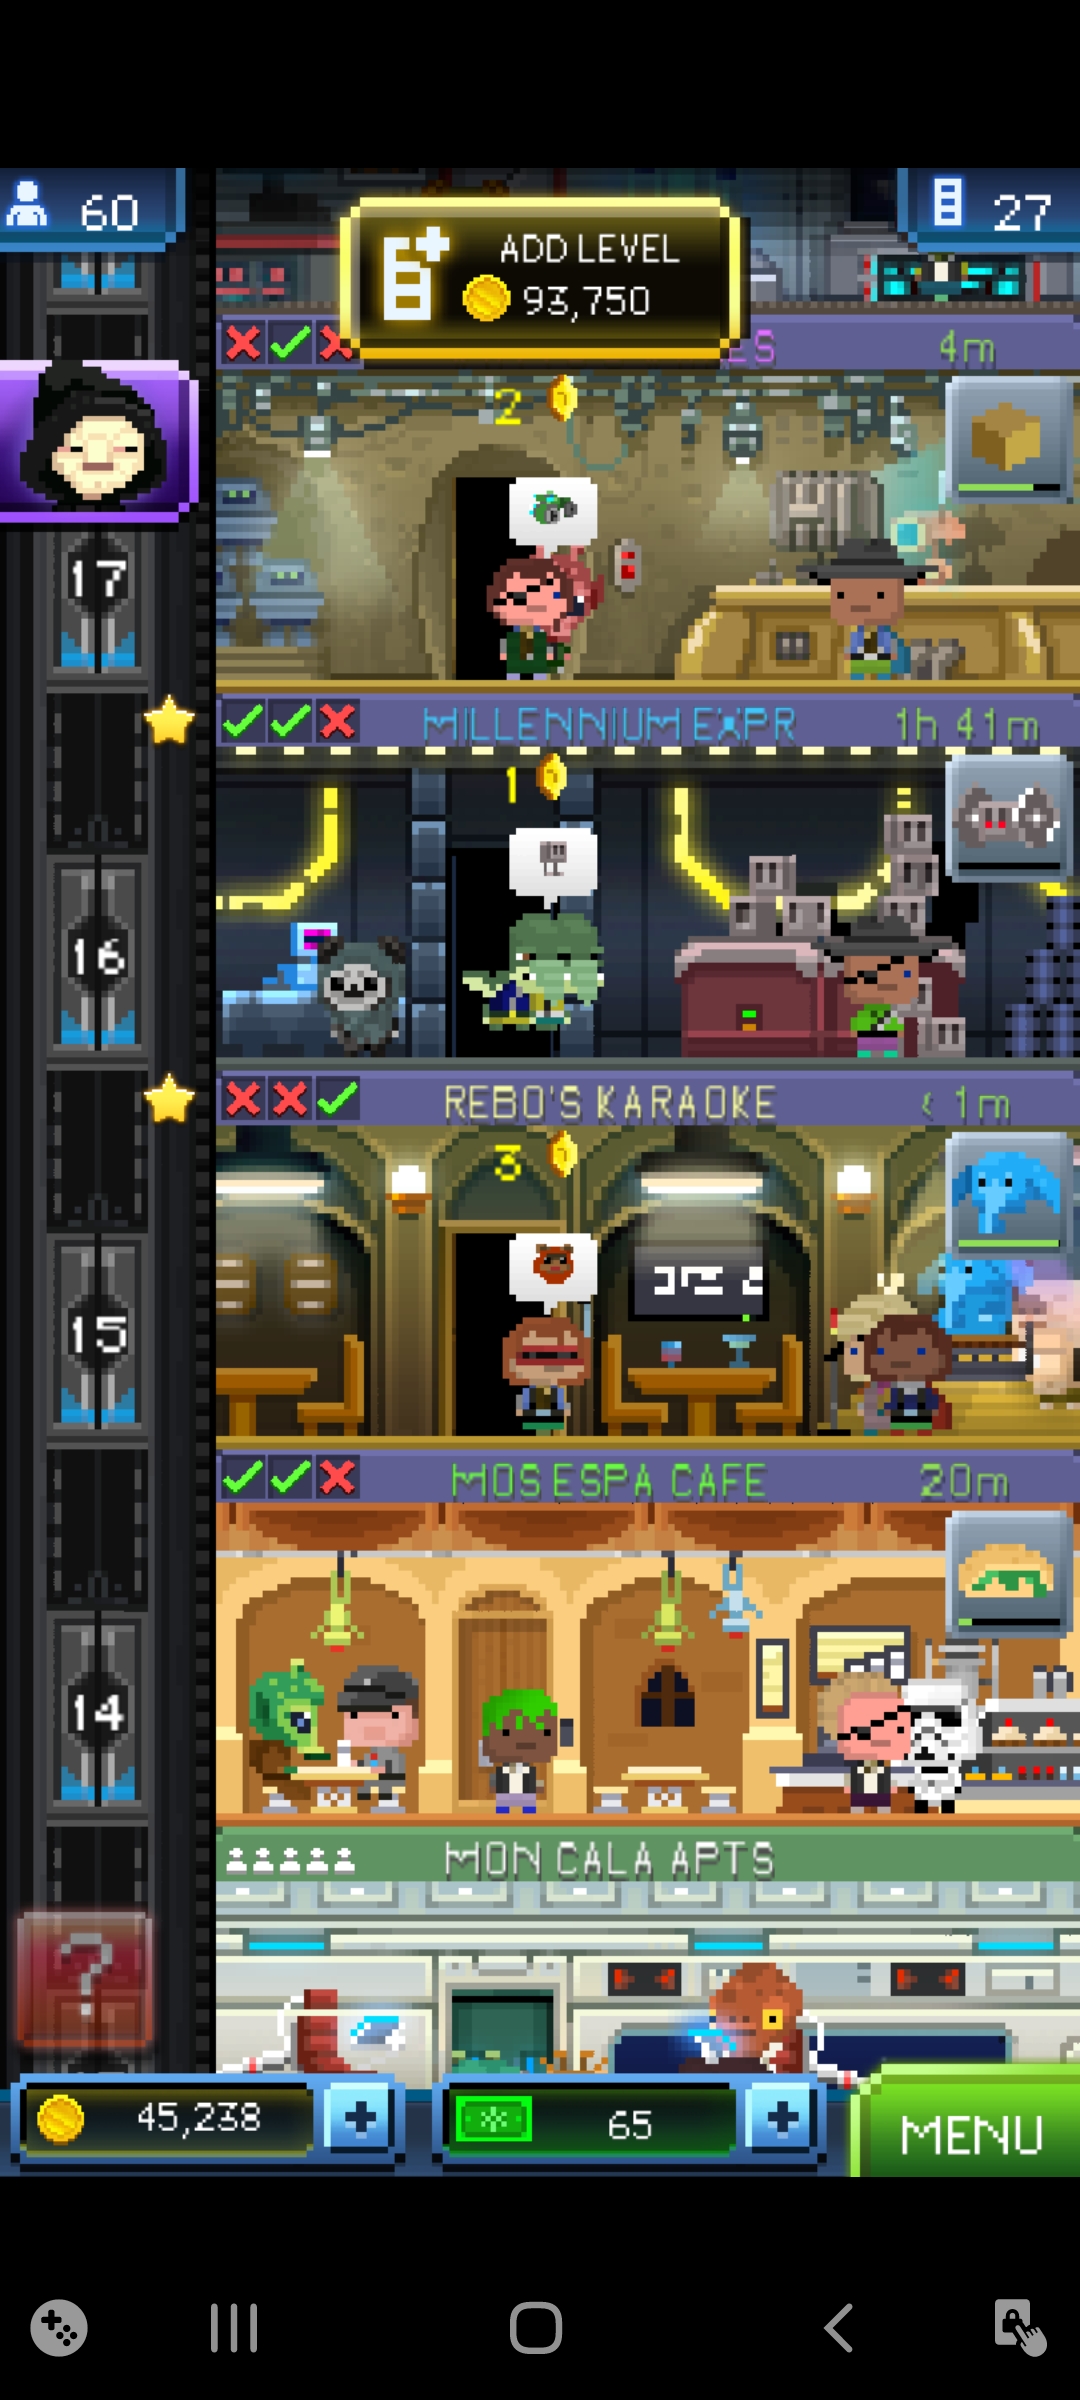 60
ADD LEVEL
93,750
27
ES
4m
2
17
MILLENNIUM EXPR
1h 41m
1
16
REBO'S KARAOKE
< 1m
3
15
MOS ESPA CAFE
20m
14
MON CALA APTS
?
45,238
+
65
+
MENU